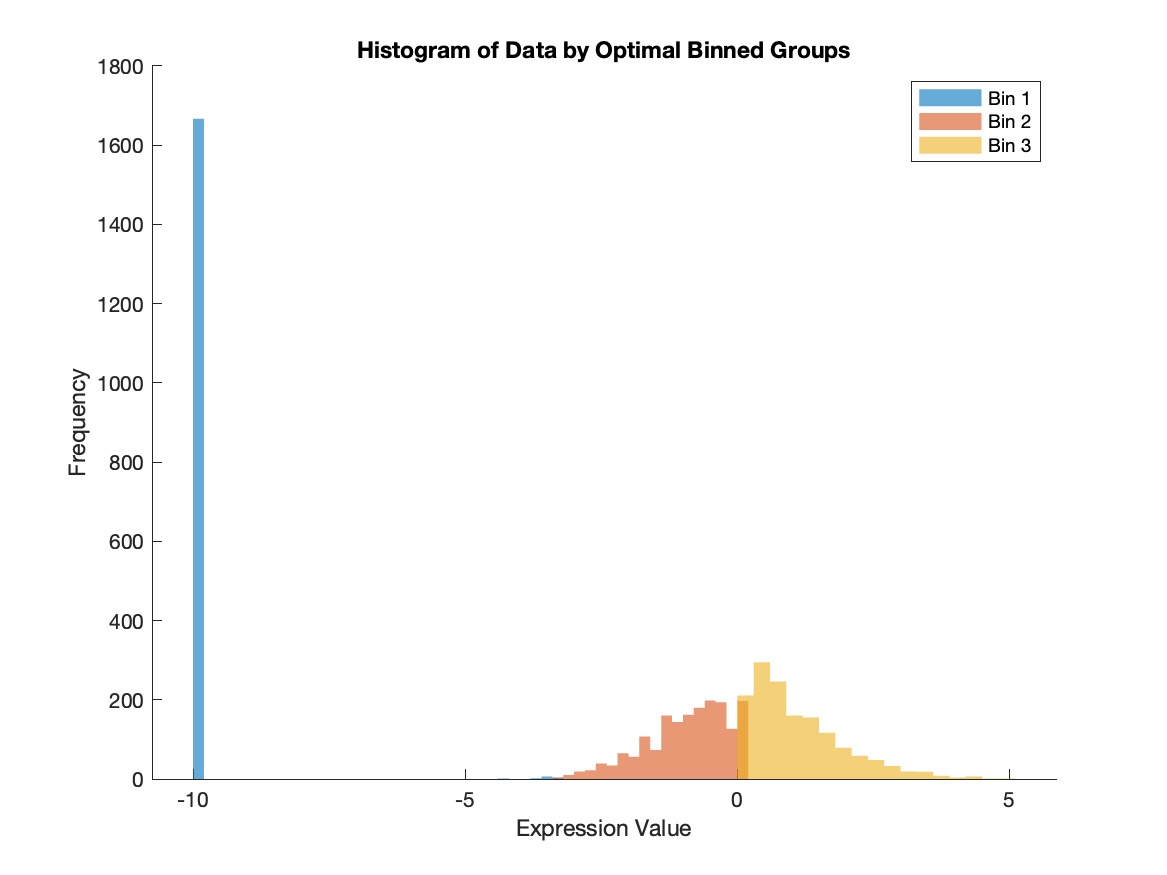 Histogram of Data by Optimal Binned Groups
1800
1600
1400
1200
1000
800
600
400
200
0
Frequency
-10
-5
0
5
Expression Value
Bin 1
Bin 2
Bin 3